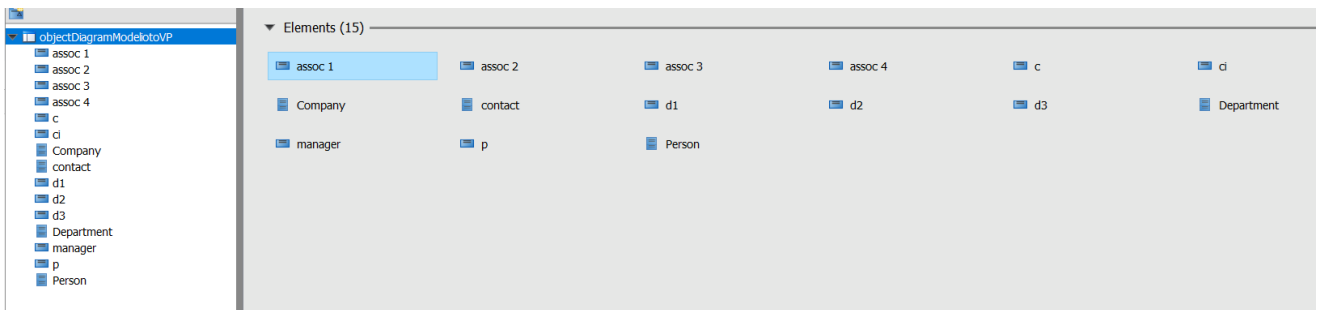 objectDiagramModeliotoVP
assoc 1
assoc 2
assoc 3
assoc 4
c
ci
Company
contact
d1
d2
d3
Department
manager
p
Person
Elements (15)
assoc 1 assoc 2 assoc 3 assoc 4 c ci
Company contact d1 d2 d3 Department
manager p Person